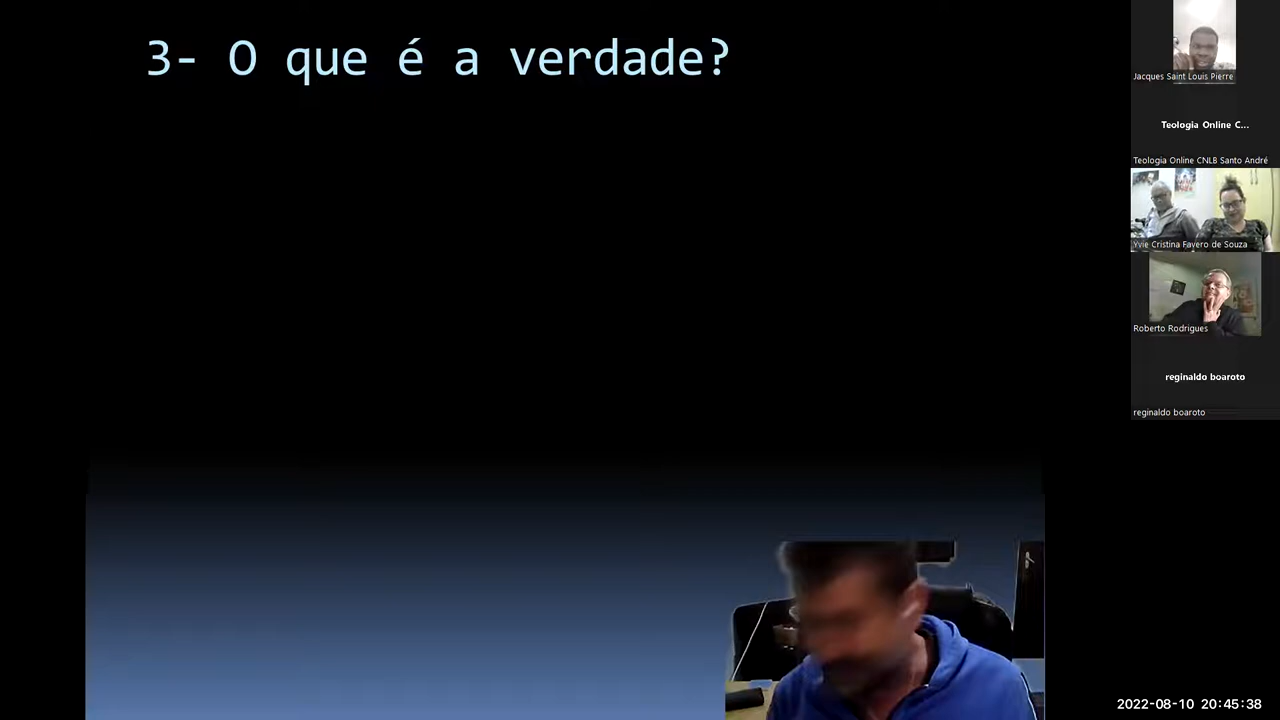 3- O que é a verdade?
Jacques Saint Louis Pierre
Teologia Online C...
Teologia Online CNLB Santo André
Yvie Cristina Favero de Souza
Roberto Rodrigues
reginaldo boaroto
reginaldo boaroto
2022-08-10 20:45:38